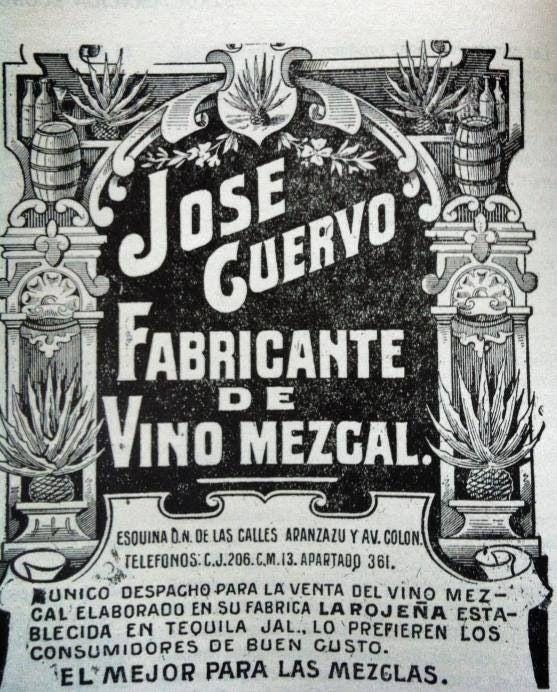 JOSE
CUERVO
FABRICANTE
DE
VINO MEZCAL.
ESQUINA D.N. DE LAS CALLES ARANZAZU Y AV. COLON.
TELEFONOS: C.J. 206. C.M. 13. APARTADO 361.
UNICO DESPACHO PARA LA VENTA DEL VINO MEZ-
CAL ELABORADO EN SU FABRICA LA ROJEÑA ESTA-
BLECIDA EN TEQUILA JAL., LO PREFIEREN LOS
CONSUMIDORES DE BUEN GUSTO.
EL MEJOR PARA LAS MEZCLAS.